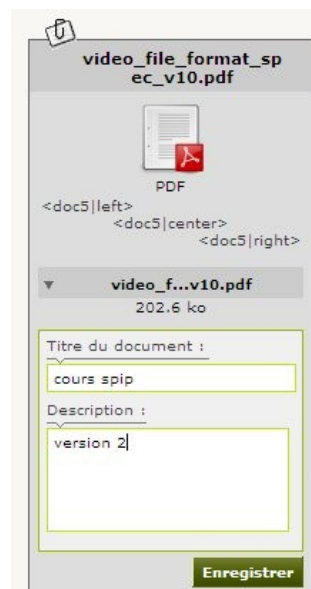 video_file_format_sp
ec_v10.pdf
PDF
<doc5|left>
<doc5|center>
<doc5|right>
video_f...v10.pdf
202.6 ko
Titre du document :
cours spip
Description :
version 2
Enregistrer